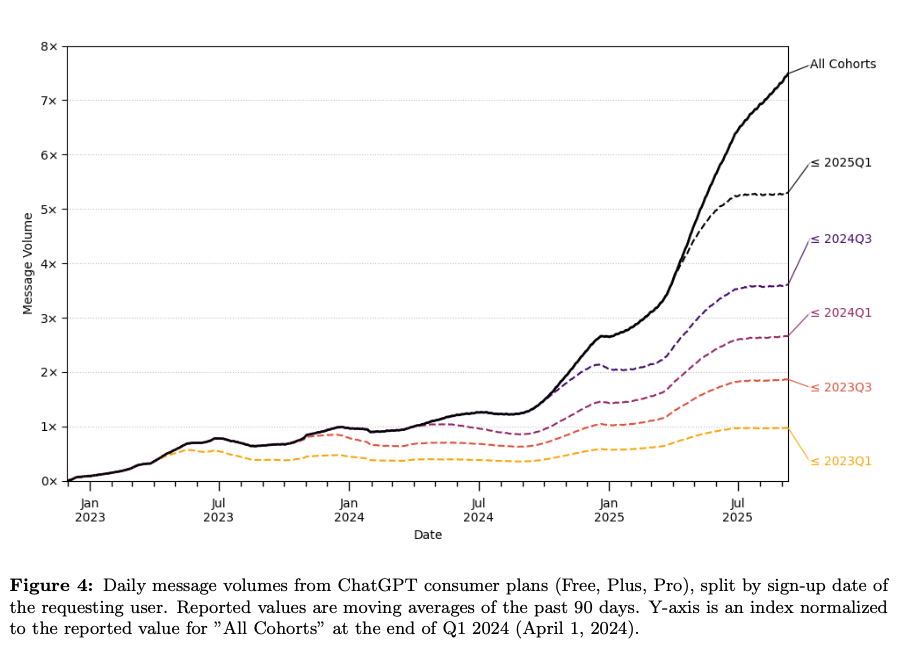 8×
All Cohorts
7×
6×
≤ 2025Q1
5×
≤ 2024Q3
4×
Message Volume
≤ 2024Q1
3×
2×
≤ 2023Q3
1×
≤ 2023Q1
0×
Jan
2023
Jul
2023
Jan
2024
Jul
2024
Jan
2025
Jul
2025
Date
Figure 4: Daily message volumes from ChatGPT consumer plans (Free, Plus, Pro), split by sign-up date of
the requesting user. Reported values are moving averages of the past 90 days. Y-axis is an index normalized
to the reported value for ”All Cohorts” at the end of Q1 2024 (April 1, 2024).